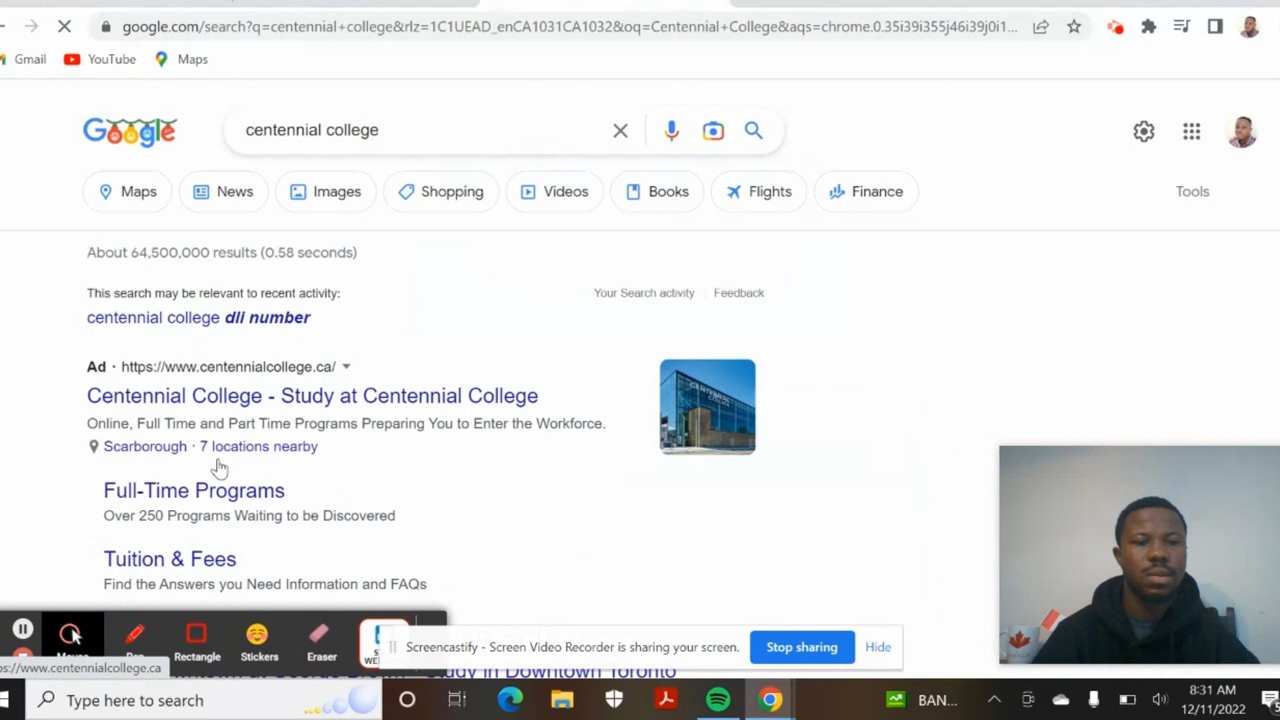 google.com/search?q=centennial+college&rlz=1C1UEAD_enCA1031CA1032&oq=Centennial+College&aqs=chrome.0.35i39i355j46i39j0i1...
Gmail YouTube Maps
Google centennial college
Maps News Images Shopping Videos Books Flights Finance Tools
About 64,500,000 results (0.58 seconds)
This search may be relevant to recent activity: Your Search activity Feedback
centennial college dli number
Ad · https://www.centennialcollege.ca/
Centennial College - Study at Centennial College
Online, Full Time and Part Time Programs Preparing You to Enter the Workforce.
Scarborough · 7 locations nearby
Full-Time Programs
Over 250 Programs Waiting to be Discovered
Tuition & Fees
Find the Answers you Need Information and FAQs
Rectangle Stickers Eraser
Screencastify - Screen Video Recorder is sharing your screen. Stop sharing Hide
ps://www.centennialcollege.ca
Study in Downtown Toronto
Type here to search BAN... 8:31 AM
12/11/2022